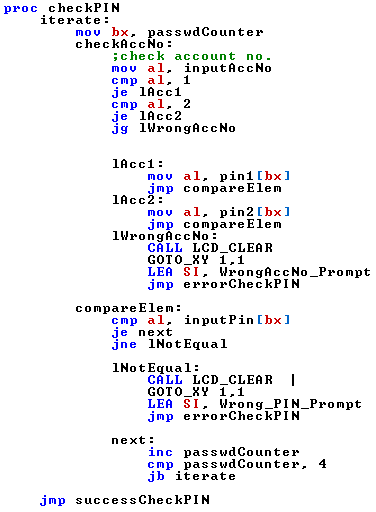 proc checkPIN
iterate:
mov bx, passwdCounter
checkAccNo:
;check account no.
mov al, inputAccNo
cmp al, 1
je lAcc1
cmp al, 2
je lAcc2
jg lWrongAccNo
lAcc1:
mov al, pin1[bx]
jmp compareElem
lAcc2:
mov al, pin2[bx]
jmp compareElem
lWrongAccNo:
CALL LCD_CLEAR
GOTO_XY 1,1
LEA SI, WrongAccNo_Prompt
jmp errorCheckPIN
compareElem:
cmp al, inputPin[bx]
je next
jne lNotEqual
lNotEqual:
CALL LCD_CLEAR |
GOTO_XY 1,1
LEA SI, Wrong_PIN_Prompt
jmp errorCheckPIN
next:
inc passwdCounter
cmp passwdCounter, 4
jb iterate
jmp successCheckPIN